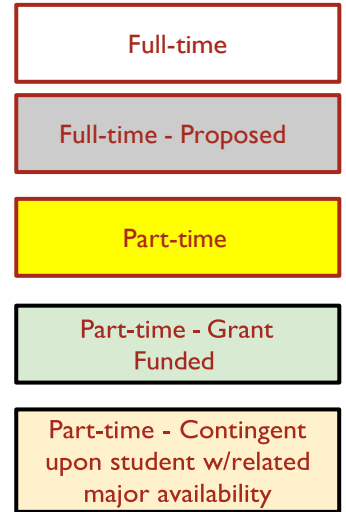 Full-time
Full-time - Proposed
Part-time
Part-time - Grant
Funded
Part-time - Contingent
upon student w/related
major availability